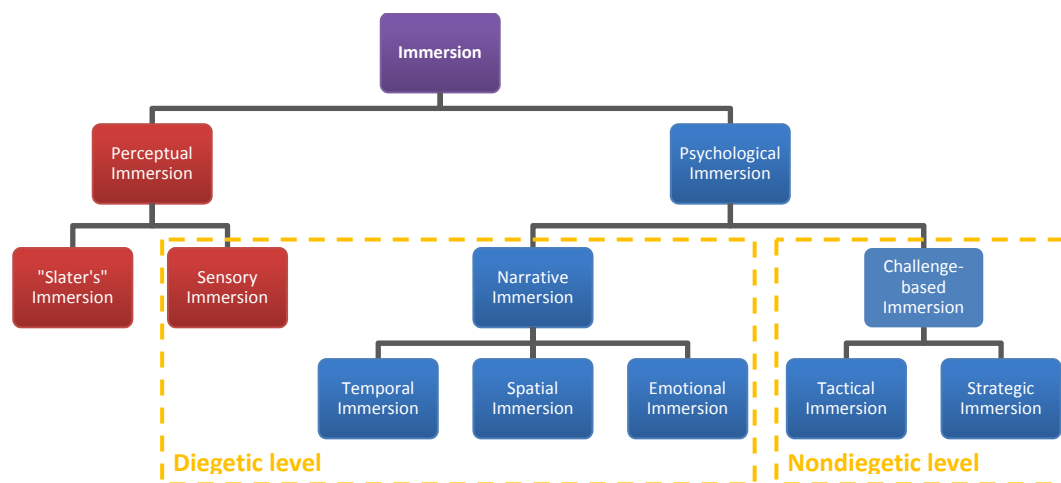 Immersion
Perceptual
Immersion
Psychological
Immersion
"Slater's"
Immersion
Sensory
Immersion
Narrative
Immersion
Challenge-
based
Immersion
Temporal
Immersion
Spatial
Immersion
Emotional
Immersion
Tactical
Immersion
Strategic
Immersion
Diegetic level
Nondiegetic level